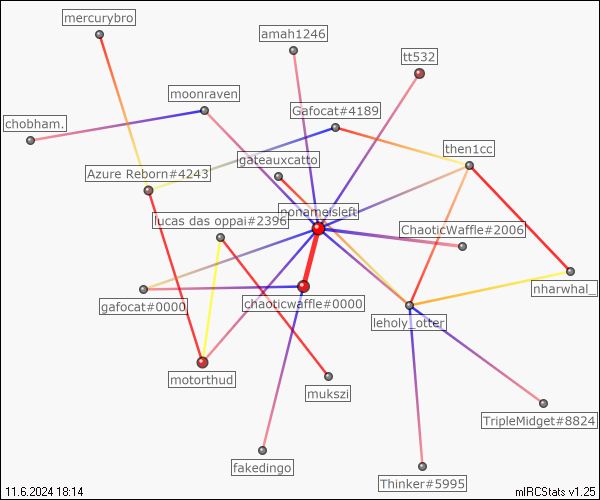 mercurybro
amah1246
tt532
moonraven
Gafocat#4189
chobham.
then1cc
gateauxcatto
Azure Reborn#4243
nonameisleft
lucas das oppai#2396
ChaoticWaffle#2006
nharwhal_
gafocat#0000
chaoticwaffle#0000
leholy_otter
motorthud
mukszi
TripleMidget#8824
fakedingo
Thinker#5995
11.6.2024 18:14
mIRCStats v1.25